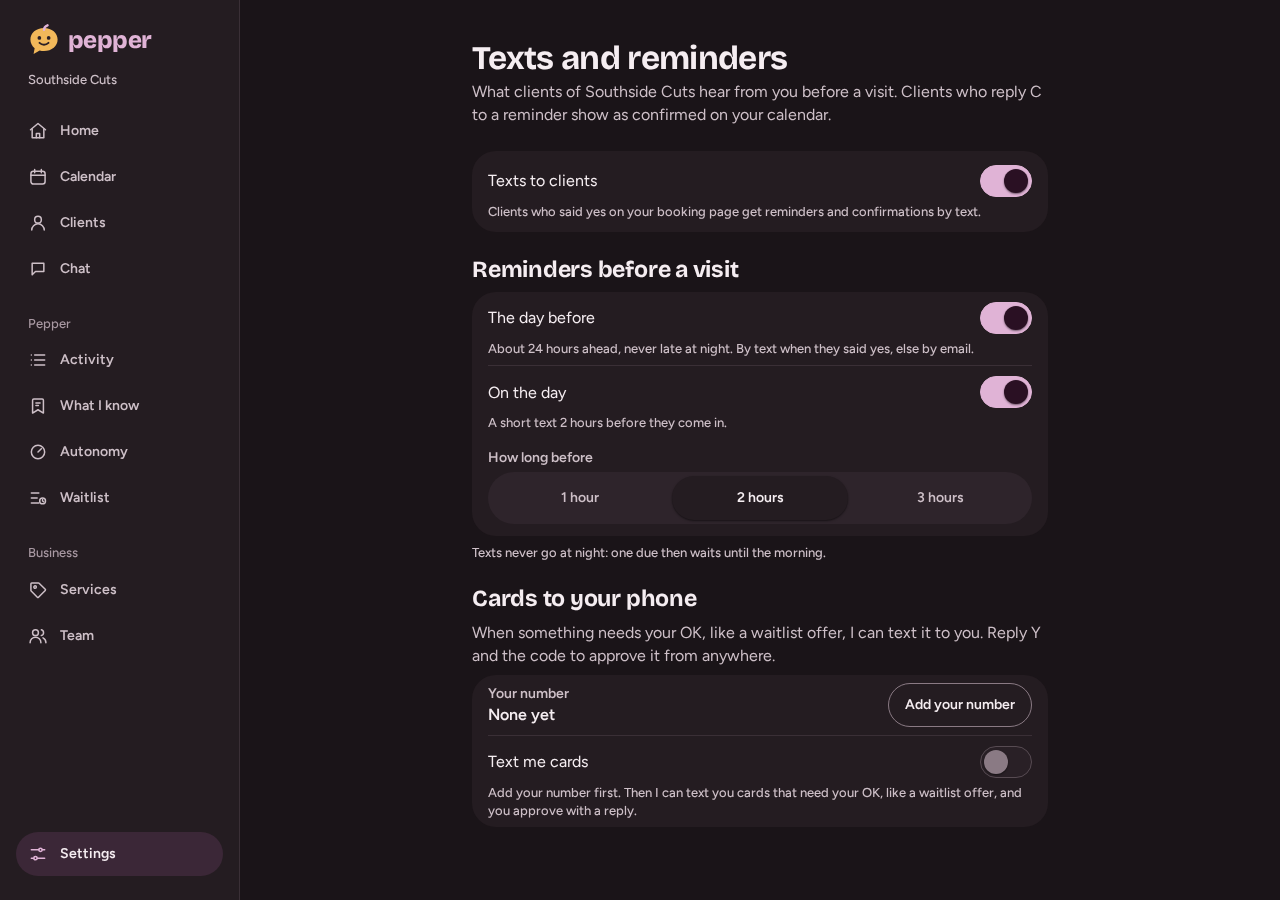 pepper
Southside Cuts
Home
Calendar
Clients
Chat
Pepper
Activity
What I know
Autonomy
Waitlist
Business
Services
Team
Settings
Texts and reminders
What clients of Southside Cuts hear from you before a visit. Clients who reply C
to a reminder show as confirmed on your calendar.
Texts to clients
Clients who said yes on your booking page get reminders and confirmations by text.
Reminders before a visit
The day before
About 24 hours ahead, never late at night. By text when they said yes, else by email.
On the day
A short text 2 hours before they come in.
How long before
1 hour
2 hours
3 hours
Texts never go at night: one due then waits until the morning.
Cards to your phone
When something needs your OK, like a waitlist offer, I can text it to you. Reply Y
and the code to approve it from anywhere.
Your number
None yet
Add your number
Text me cards
Add your number first. Then I can text you cards that need your OK, like a waitlist offer, and
you approve with a reply.